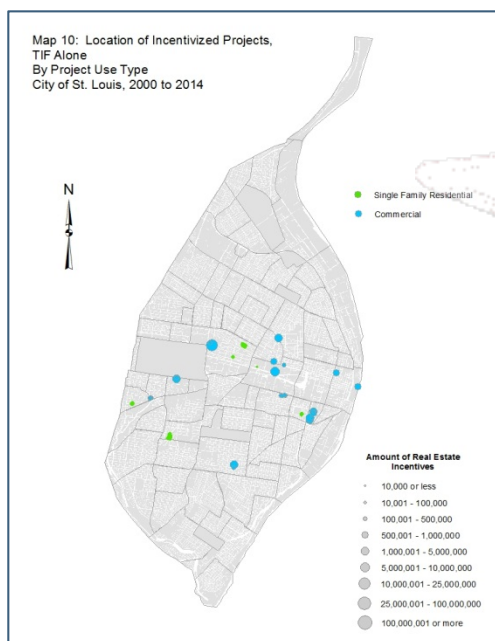 Map 10: Location of Incentivized Projects,
TIF Alone
By Project Use Type
City of St. Louis, 2000 to 2014
N
Single Family Residential
Commercial
Amount of Real Estate
Incentives
10,000 or less
10,001 - 100,000
100,001 - 500,000
500,001 - 1,000,000
1,000,001 - 5,000,000
5,000,001 - 10,000,000
10,000,001 - 25,000,000
25,000,001 - 100,000,000
100,000,001 or more